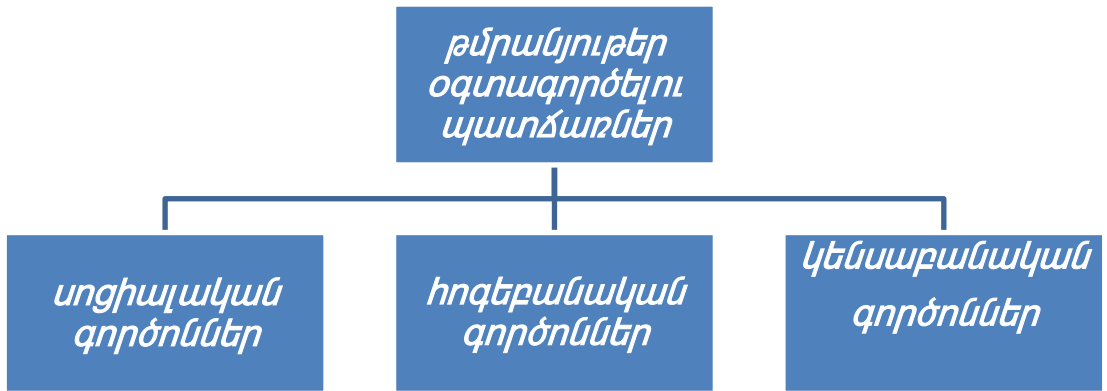 թմրանյութեր
օգտագործելու
պատճառներ
սոցիալական
գործոններ
հոգեբանական
գործոններ
կենսաբանական
գործոններ